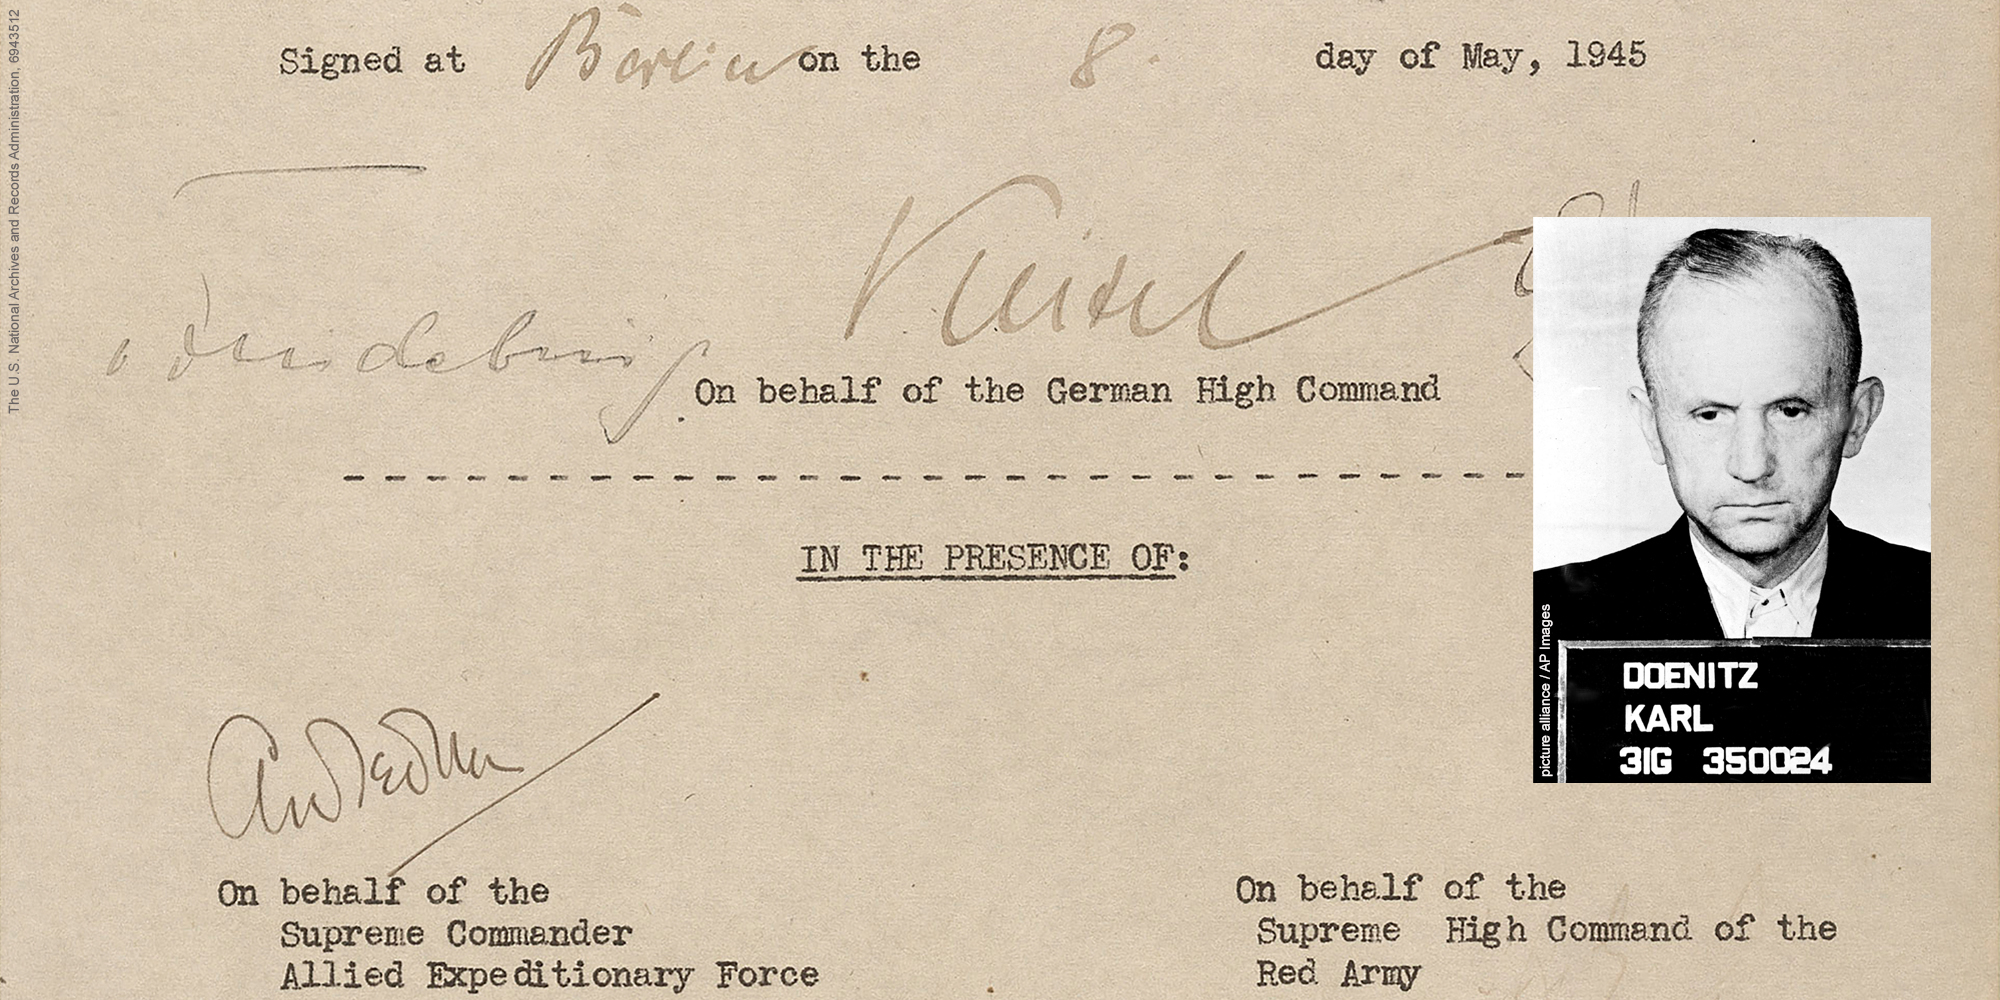 The U.S. National Archives and Records Administration, 6943512
Signed at Berlin on the 8. day of May, 1945
Keitel
On behalf of the German High Command
IN THE PRESENCE OF:
On behalf of the
Supreme Commander
Allied Expeditionary Force
On behalf of the
Supreme High Command of the
Red Army
picture alliance / AP Images
DOENITZ
KARL
31G 350024